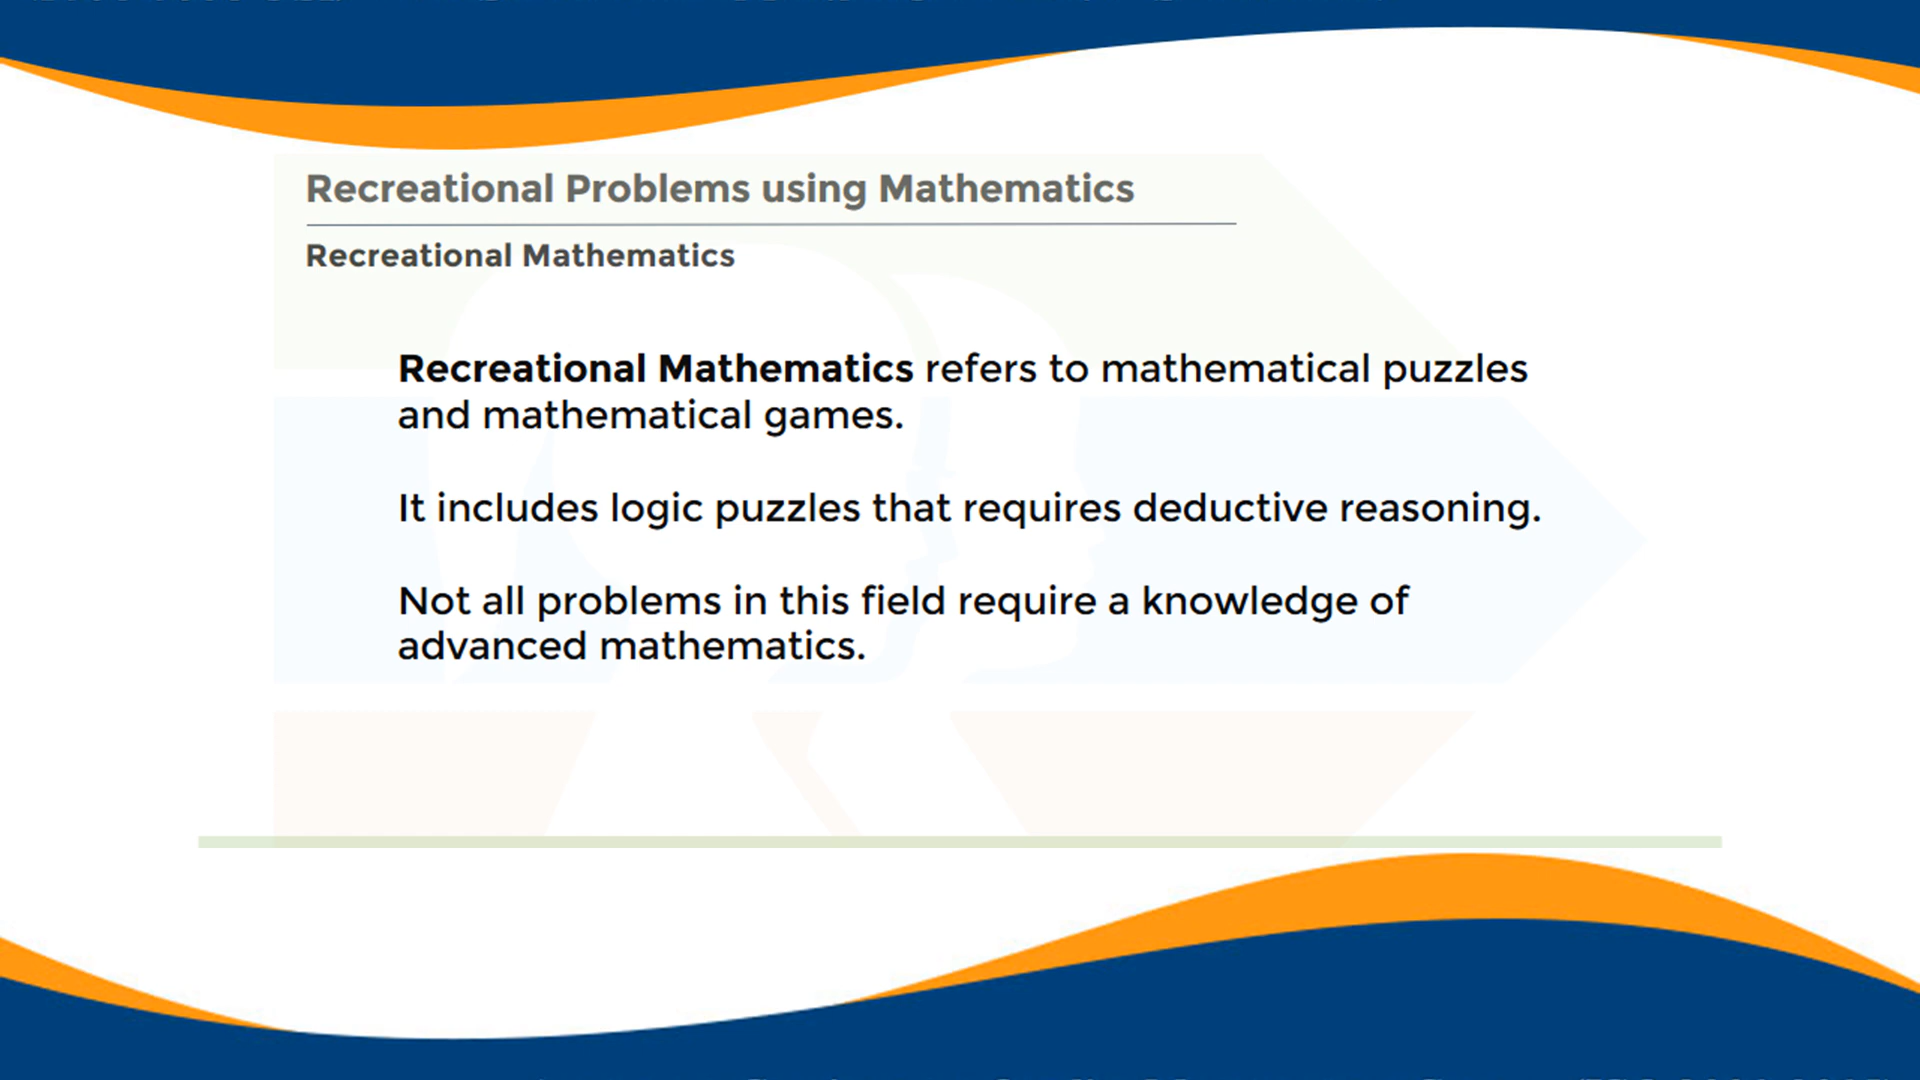 Recreational Problems using Mathematics
Recreational Mathematics
Recreational Mathematics refers to mathematical puzzles
and mathematical games.
It includes logic puzzles that requires deductive reasoning.
Not all problems in this field require a knowledge of
advanced mathematics.